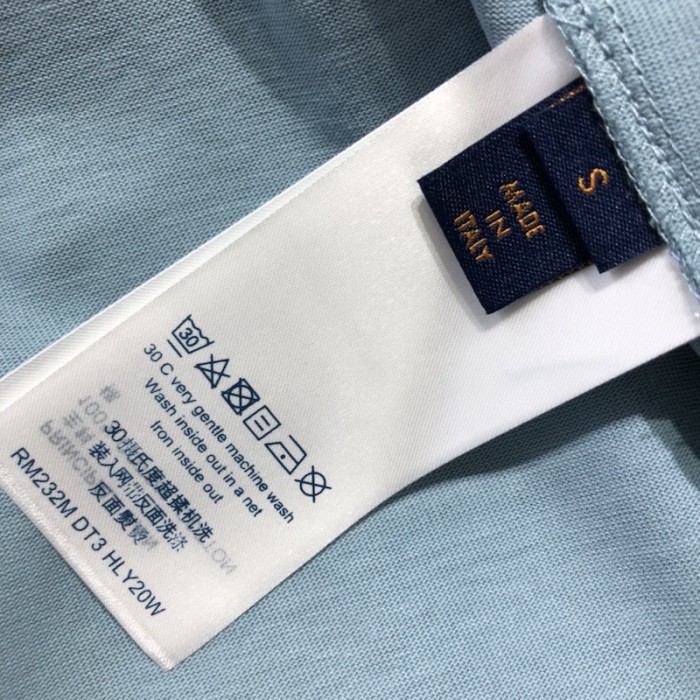 S
MADE
IN
ITALY
30
30 C very gentle machine wash
Wash inside out in a net
Iron inside out
30摄氏度超柔机洗
装入网뽀反面洗涤
反面熨烫
RM232M DT3 HLY20W